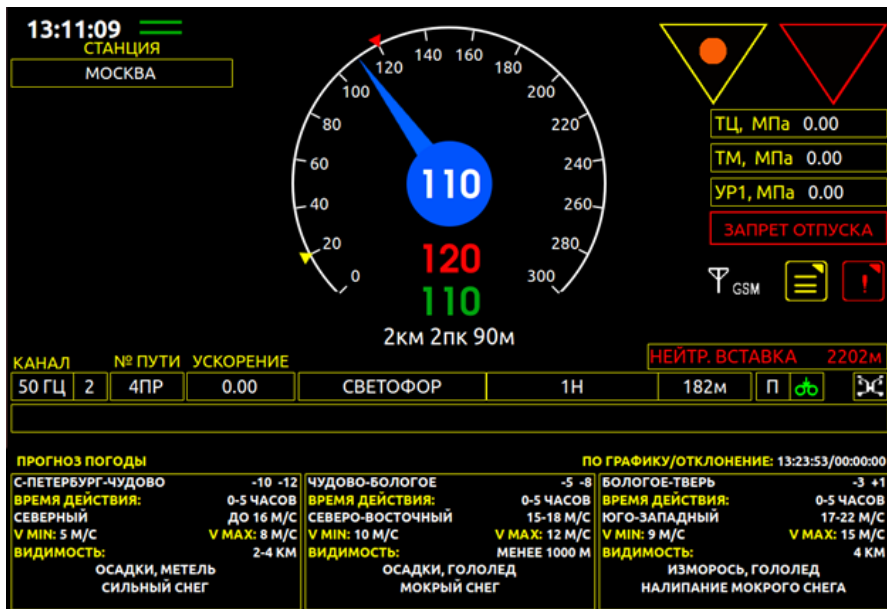 13:11:09
СТАНЦИЯ
МОСКВА
0
20
40
60
80
100
120
140
160
180
200
220
240
260
280
300
110
120
110
2км 2пк 90м
ТЦ, МПа 0.00
ТМ, МПа 0.00
УР1, МПа 0.00
ЗАПРЕТ ОТПУСКА
GSM
!
НЕЙТР. ВСТАВКА 2202м
КАНАЛ № ПУТИ УСКОРЕНИЕ
50 ГЦ 2 4ПР 0.00 СВЕТОФОР 1Н 182м П
ПРОГНОЗ ПОГОДЫ ПО ГРАФИКУ/ОТКЛОНЕНИЕ: 13:23:53/00:00:00
С-ПЕТЕРБУРГ-ЧУДОВО -10 -12
ВРЕМЯ ДЕЙСТВИЯ: 0-5 ЧАСОВ
СЕВЕРНЫЙ ДО 16 М/С
V MIN: 5 М/С V MAX: 8 М/С
ВИДИМОСТЬ: 2-4 КМ
ОСАДКИ, МЕТЕЛЬ
СИЛЬНЫЙ СНЕГ
ЧУДОВО-БОЛОГОЕ -5 -8
ВРЕМЯ ДЕЙСТВИЯ: 0-5 ЧАСОВ
СЕВЕРО-ВОСТОЧНЫЙ 15-18 М/С
V MIN: 10 М/С V MAX: 12 М/С
ВИДИМОСТЬ: МЕНЕЕ 1000 М
ОСАДКИ, ГОЛОЛЕД
МОКРЫЙ СНЕГ
БОЛОГОЕ-ТВЕРЬ -3 +1
ВРЕМЯ ДЕЙСТВИЯ: 0-5 ЧАСОВ
ЮГО-ЗАПАДНЫЙ 17-22 М/С
V MIN: 9 М/С V MAX: 15 М/С
ВИДИМОСТЬ: 4 КМ
ИЗМОРОСЬ, ГОЛОЛЕД
НАЛИПАНИЕ МОКРОГО СНЕГА